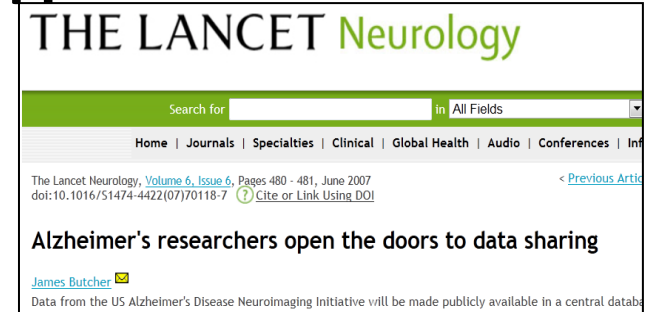 THE LANCET Neurology
Search for in All Fields
Home | Journals | Specialties | Clinical | Global Health | Audio | Conferences | Inf
The Lancet Neurology, Volume 6, Issue 6, Pages 480 - 481, June 2007 < Previous Artic
doi:10.1016/S1474-4422(07)70118-7 ? Cite or Link Using DOI
Alzheimer's researchers open the doors to data sharing
James Butcher
Data from the US Alzheimer's Disease Neuroimaging Initiative will be made publicly available in a central databa